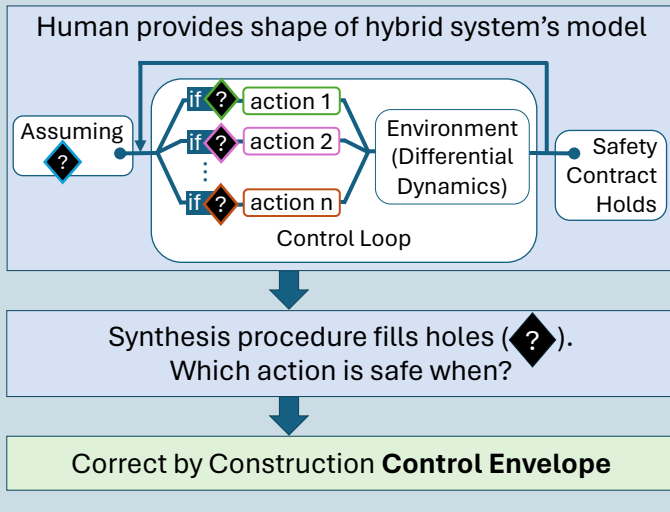 Human provides shape of hybrid system's model
Assuming
?
if ? action 1
if ? action 2
if ? action n
Control Loop
Environment
(Differential
Dynamics)
Safety
Contract
Holds
Synthesis procedure fills holes (?).
Which action is safe when?
Correct by Construction Control Envelope